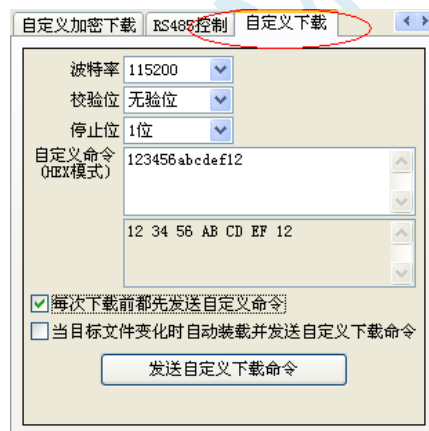 自定义加密下载 RS485控制 自定义下载
波特率 115200
校验位 无验位
停止位 1位
自定义命令
(HEX模式)
123456abcdef12
12 34 56 AB CD EF 12
每次下载前都先发送自定义命令
当目标文件变化时自动装载并发送自定义下载命令
发送自定义下载命令